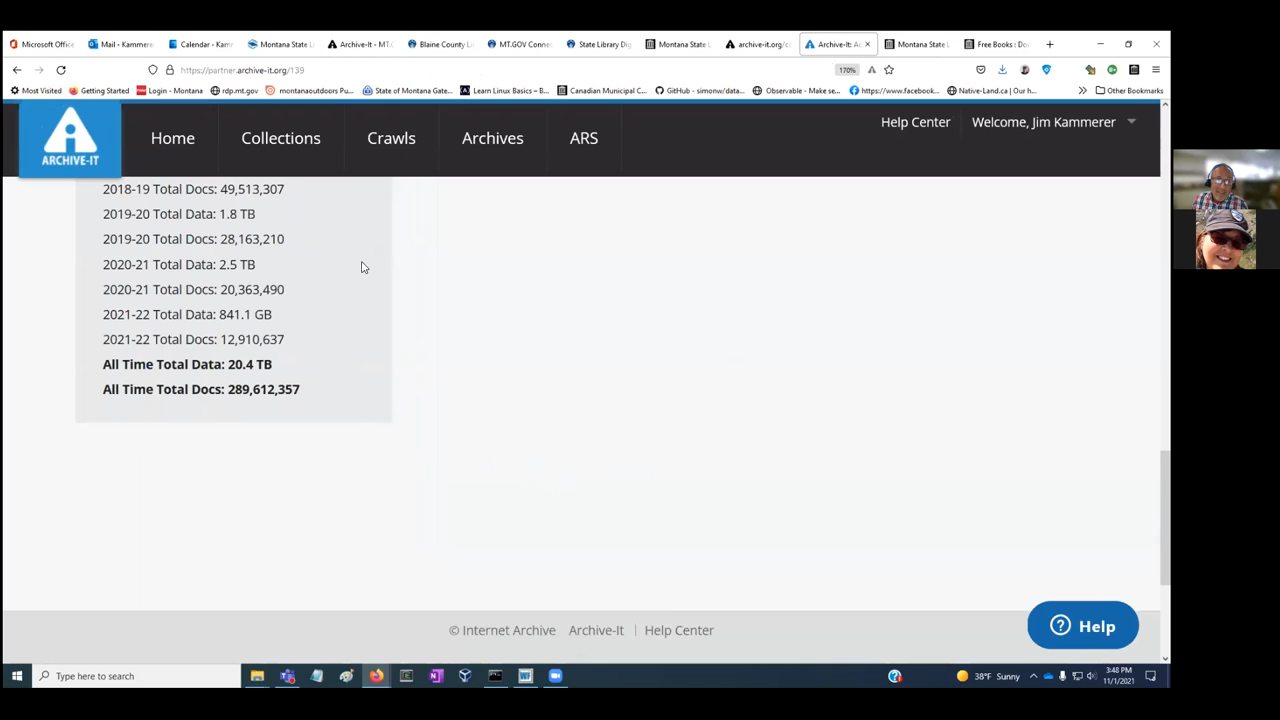 Microsoft Office
Mail - Kammere
Calendar - Kam
Montana State Li
Archive-It - MT.
Blaine County L
MT.GOV Connec
State Library Dig
Montana State L
archive-it.org/co
Archive-It: Ac
Montana State L
Free Books : Do
https://partner.archive-it.org/139
170%
Most Visited
Getting Started
Login - Montana
rdp.mt.gov
montanaoutdoors Pu...
State of Montana Gate...
Learn Linux Basics – B...
Canadian Municipal C...
GitHub - simonw/data...
Observable - Make se...
https://www.facebook...
Native-Land.ca | Our h...
Other Bookmarks
ARCHIVE-IT
Home
Collections
Crawls
Archives
ARS
Help Center
Welcome, Jim Kammerer
2018-19 Total Docs: 49,513,307
2019-20 Total Data: 1.8 TB
2019-20 Total Docs: 28,163,210
2020-21 Total Data: 2.5 TB
2020-21 Total Docs: 20,363,490
2021-22 Total Data: 841.1 GB
2021-22 Total Docs: 12,910,637
All Time Total Data: 20.4 TB
All Time Total Docs: 289,612,357
© Internet Archive
Archive-It
Help Center
Help
Type here to search
38°F Sunny
3:48 PM
11/1/2021